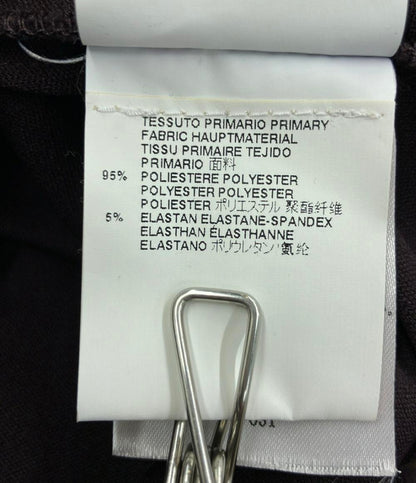 TESSUTO PRIMARIO PRIMARY
FABRIC HAUPTMATERIAL
TISSU PRIMAIRE TEJIDO
PRIMARIO 面料
95% POLIESTERE POLYESTER
POLYESTER POLYESTER
POLIESTER ポリエステル 聚酯纤维
5% ELASTAN ELASTANE-SPANDEX
ELASTHAN ÉLASTHANNE
ELASTANO ポリウレタン 氨纶